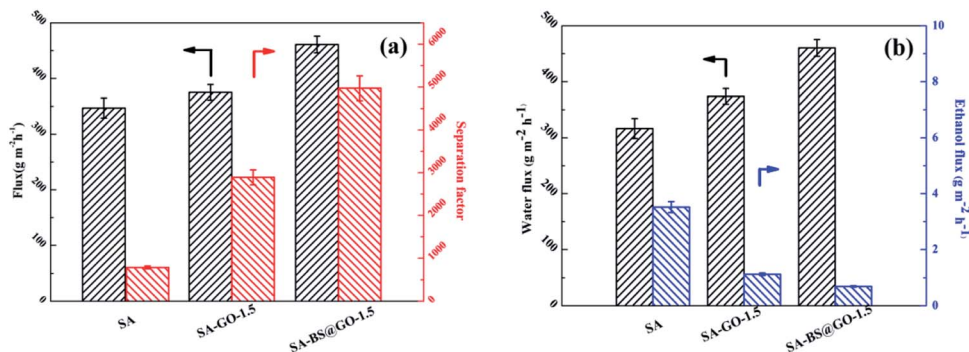 (a)
500
400
300
200
100
0
Flux(g m⁻²h⁻¹)
6000
5000
4000
3000
2000
1000
0
Separation factor
SA
SA-GO-1.5
SA-BS@GO-1.5
(b)
500
400
300
200
100
0
Water flux (g m⁻² h⁻¹)
10
8
6
4
2
0
Ethanol flux (g m⁻² h⁻¹)
SA
SA-GO-1.5
SA-BS@GO-1.5